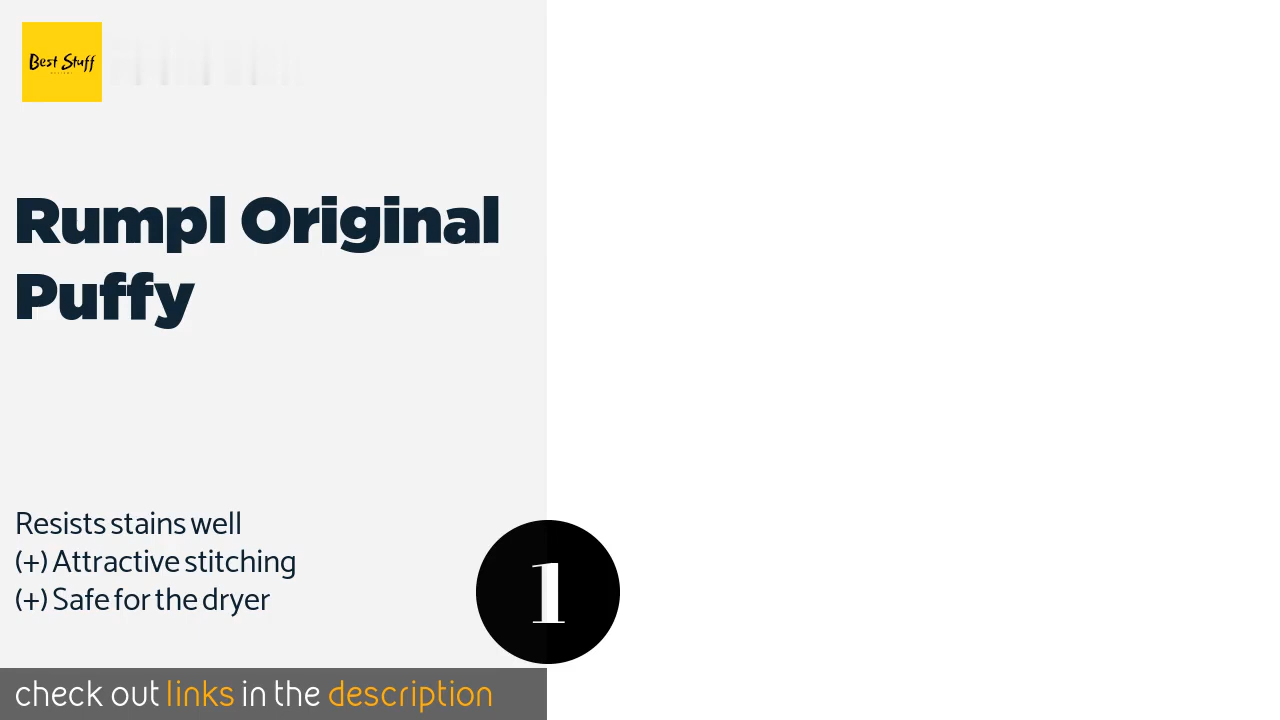 Best Stuff
Rumpl Original
Puffy
Resists stains well
(+) Attractive stitching
(+) Safe for the dryer
1
check out links in the description